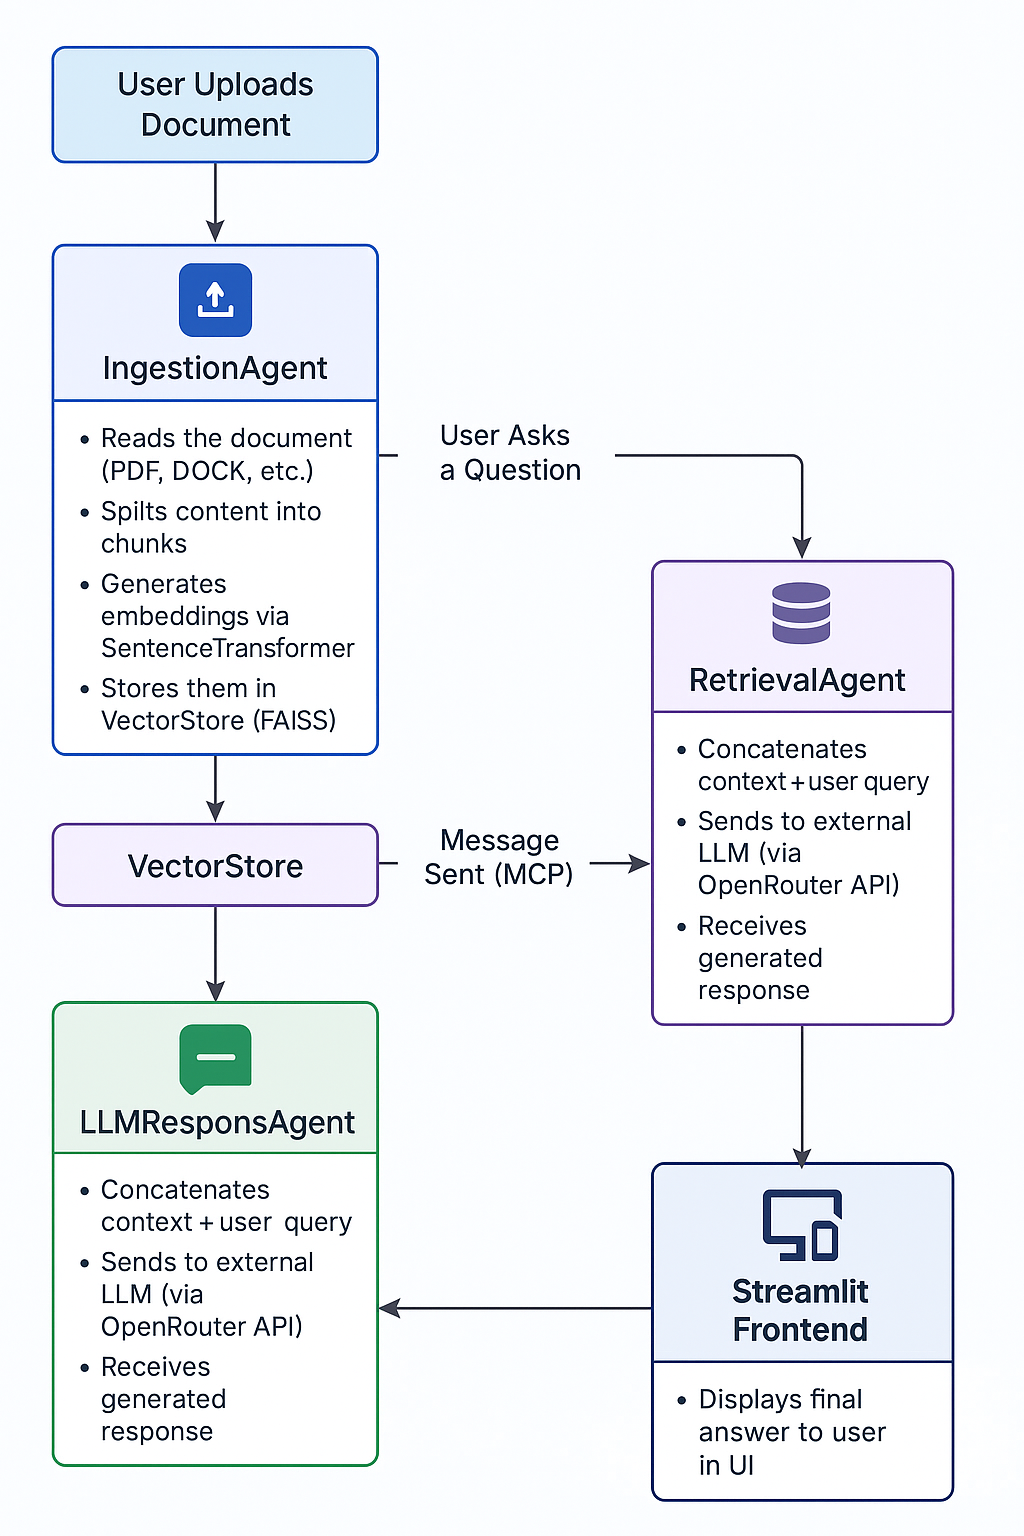 User Uploads
Document
IngestionAgent
• Reads the document
(PDF, DOCK, etc.)
• Spilts content into
chunks
• Generates
embeddings via
SentenceTransformer
• Stores them in
VectorStore (FAISS)
User Asks
a Question
RetrievalAgent
• Concatenates
context + user query
• Sends to external
LLM (via
OpenRouter API)
• Receives
generated
response
VectorStore
Message
Sent (MCP)
LLMResponsAgent
• Concatenates
context + user query
• Sends to external
LLM (via
OpenRouter API)
• Receives
generated
response
Streamlit
Frontend
• Displays final
answer to user
in UI